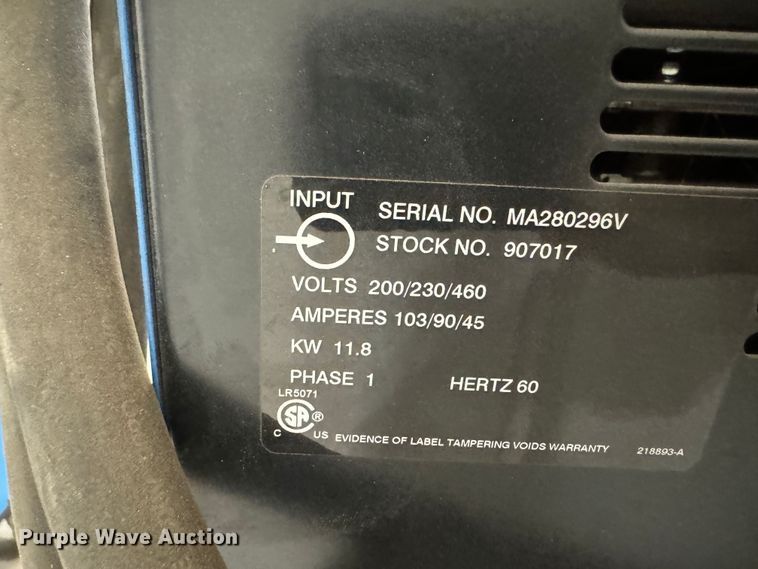 INPUT
SERIAL NO. MA280296V
STOCK NO. 907017
VOLTS 200/230/460
AMPERES 103/90/45
KW 11.8
PHASE 1 HERTZ 60
LR5071
SA ®
C US EVIDENCE OF LABEL TAMPERING VOIDS WARRANTY 218893-A
Purple Wave Auction®